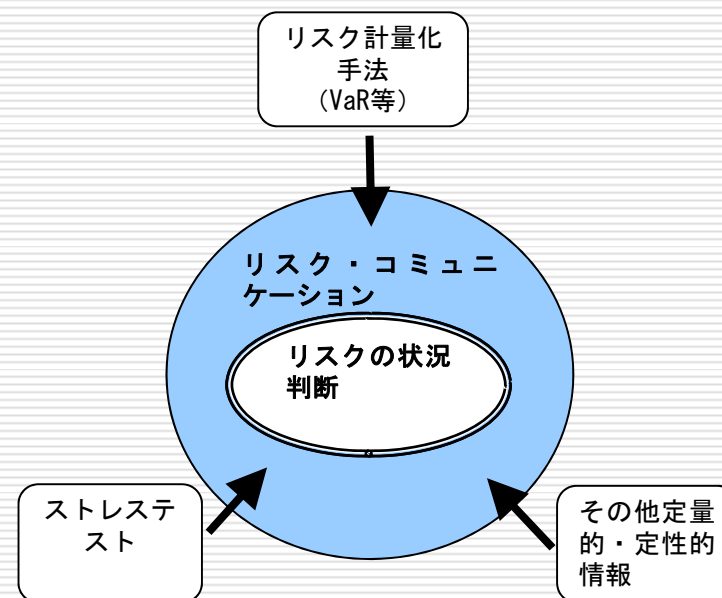 リスク計量化
手法
（VaR等）
リスク・コミュニ
ケーション
リスクの状況
判断
ストレステ
スト
その他定量
的・定性的
情報